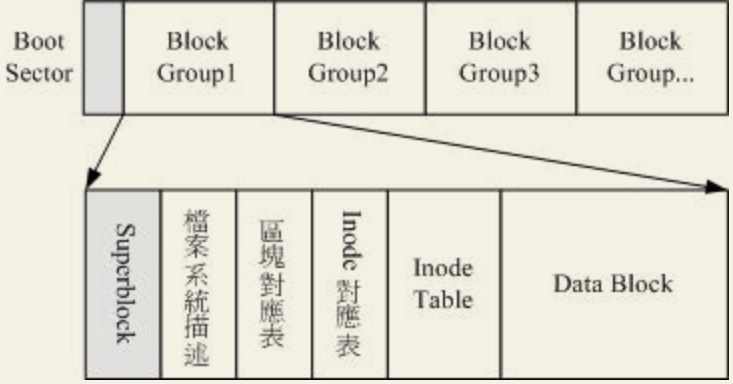 Boot
Sector
Block
Group1
Block
Group2
Block
Group3
Block
Group...
Superblock
檔案系統描述
區塊對應表
Inode 對應表
Inode
Table
Data Block